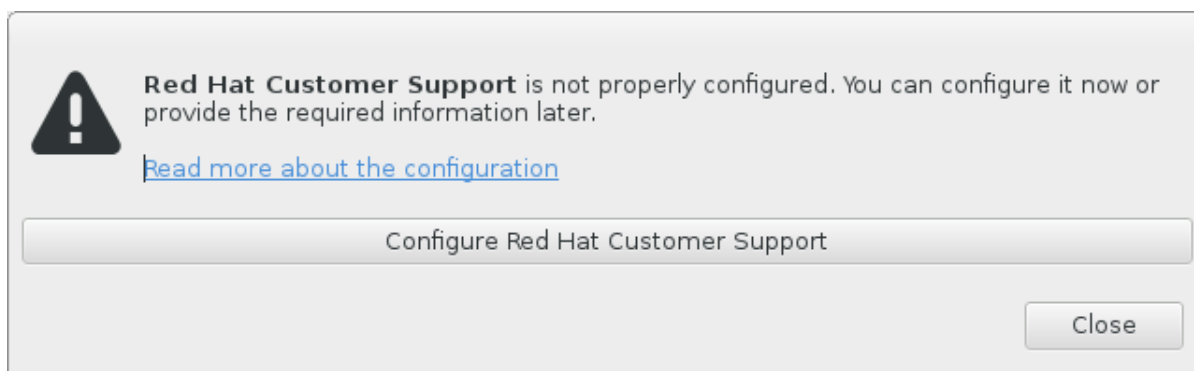 Red Hat Customer Support is not properly configured. You can configure it now or
provide the required information later.
Read more about the configuration
Configure Red Hat Customer Support
Close